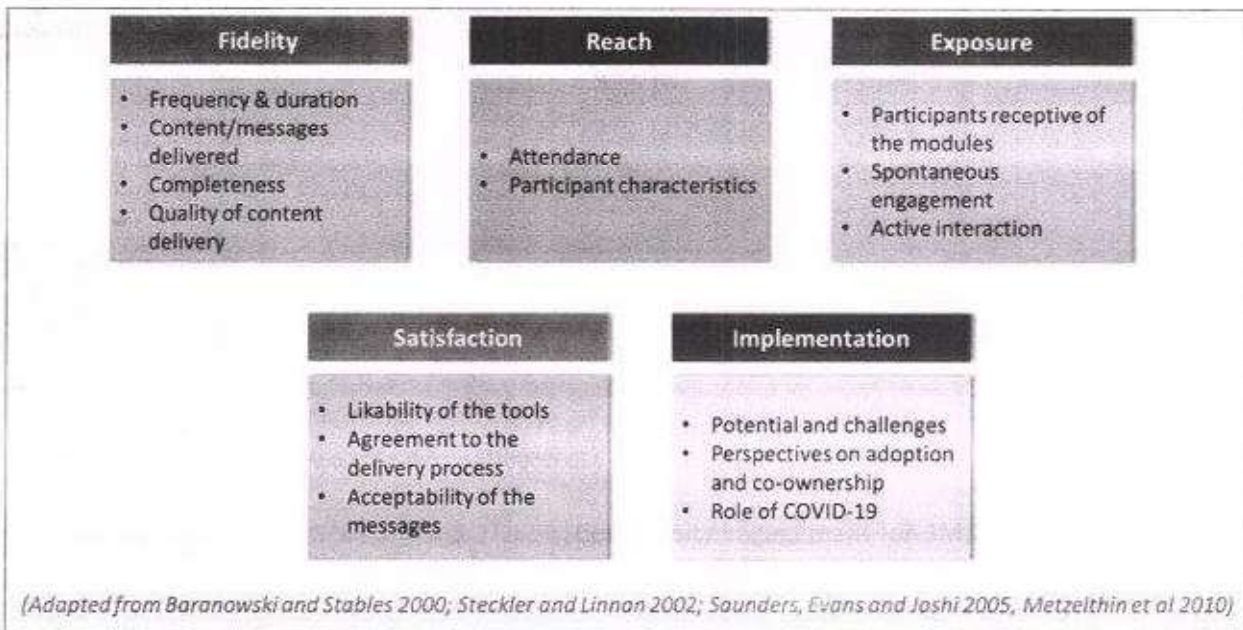 Fidelity
• Frequency & duration
• Content/messages
delivered
• Completeness
• Quality of content
delivery
Reach
• Attendance
• Participant characteristics
Exposure
• Participants receptive of
the modules
• Spontaneous
engagement
• Active interaction
Satisfaction
• Likability of the tools
• Agreement to the
delivery process
• Acceptability of the
messages
Implementation
• Potential and challenges
• Perspectives on adoption
and co-ownership
• Role of COVID-19
(Adapted from Baranowski and Stables 2000; Steckler and Linnan 2002; Saunders, Evans and Joshi 2005, Metzelthin et al 2010)